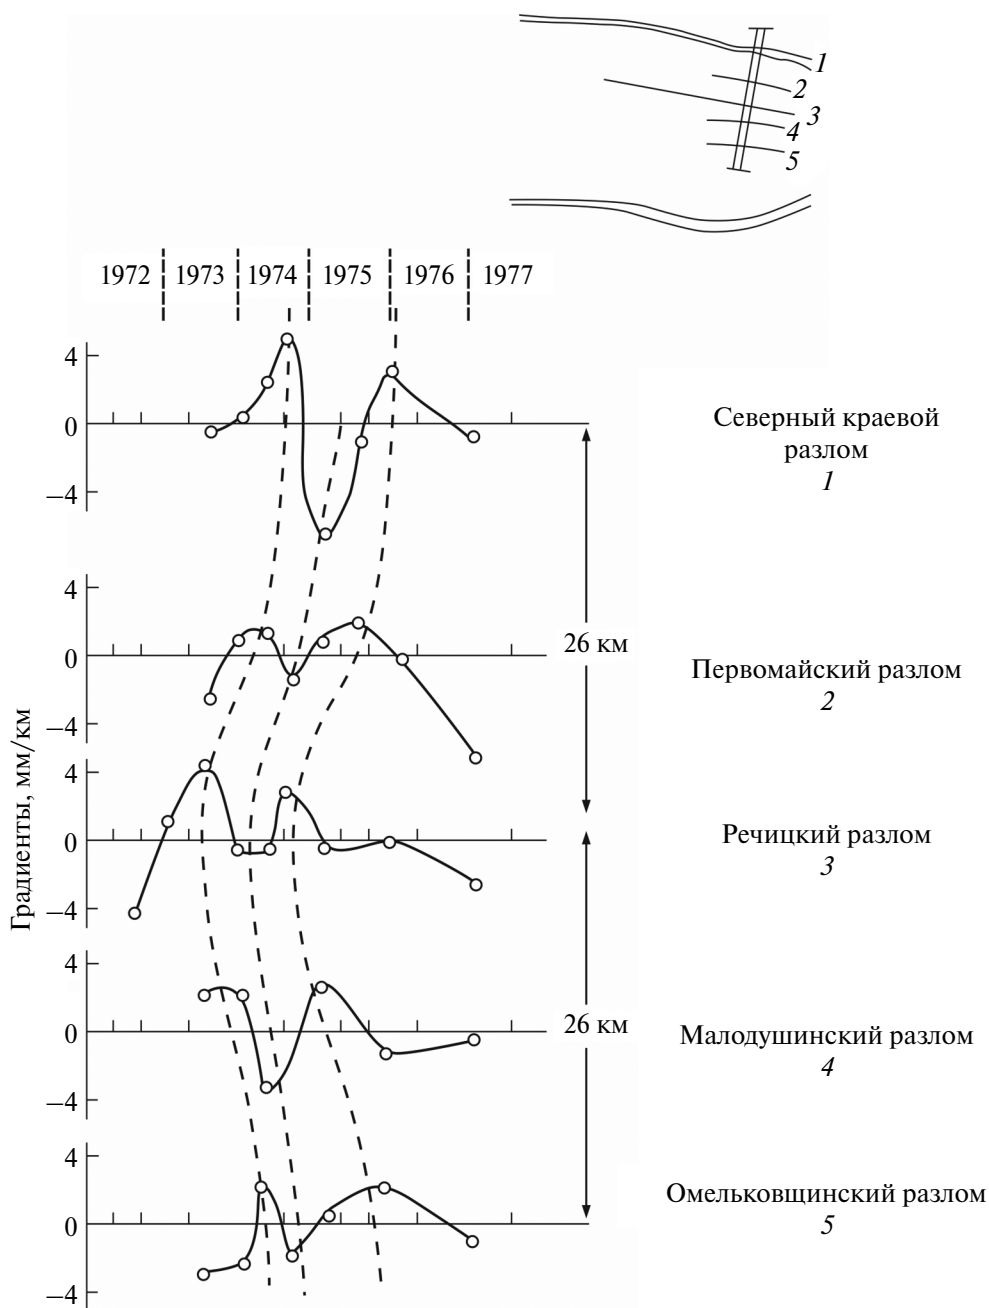 1
2
3
4
5
1972 1973 1974 1975 1976 1977
Градиенты, мм/км
4
0
−4
Северный краевой
разлом
1
4
0
−4
26 км
Первомайский разлом
2
4
0
−4
Речицкий разлом
3
4
0
−4
26 км
Малодушинский разлом
4
4
0
−4
Омельковщинский разлом
5